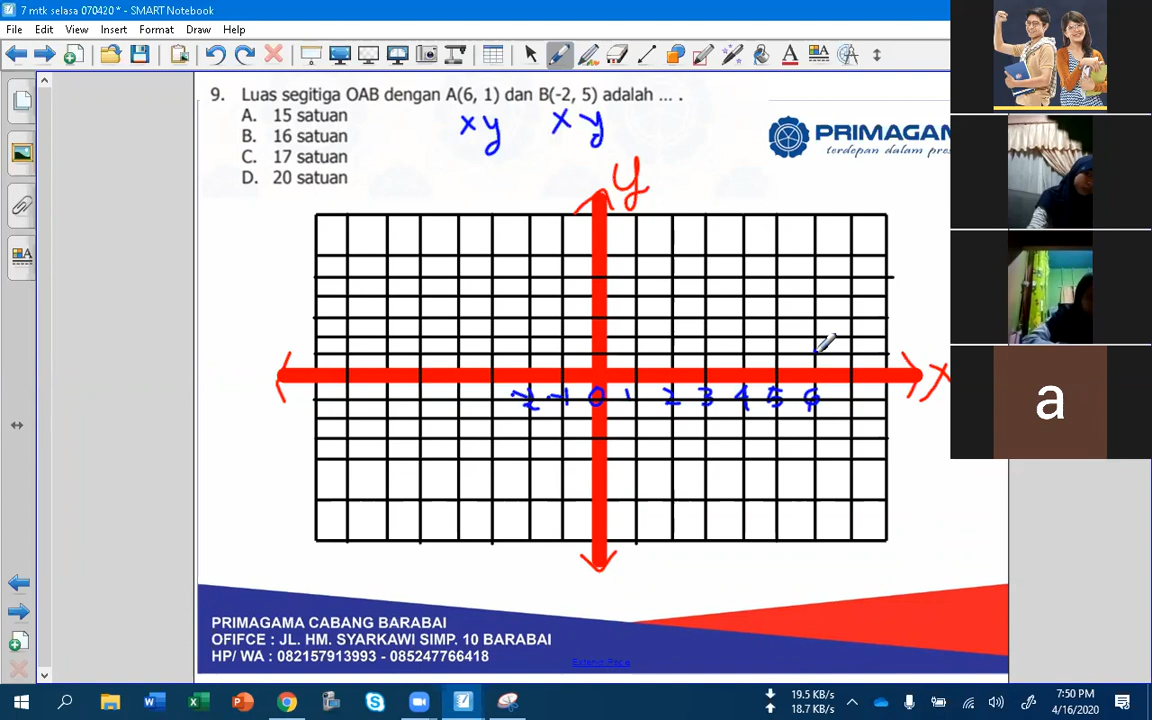 7 mtk selasa 070420 * - SMART Notebook
File Edit View Insert Format Draw Help
9. Luas segitiga OAB dengan A(6, 1) dan B(-2, 5) adalah ... .
A. 15 satuan
B. 16 satuan
C. 17 satuan
D. 20 satuan
x y x y
PRIMAGAMA
terdepan dalam pres
y
x
-2 -1 0 1 2 3 4 5 6
a
PRIMAGAMA CABANG BARABAI
OFIFCE : JL. HM. SYARKAWI SIMP. 10 BARABAI
HP/ WA : 082157913993 - 085247766418
Extend Page
19.5 KB/s
18.7 KB/s
7:50 PM
4/16/2020